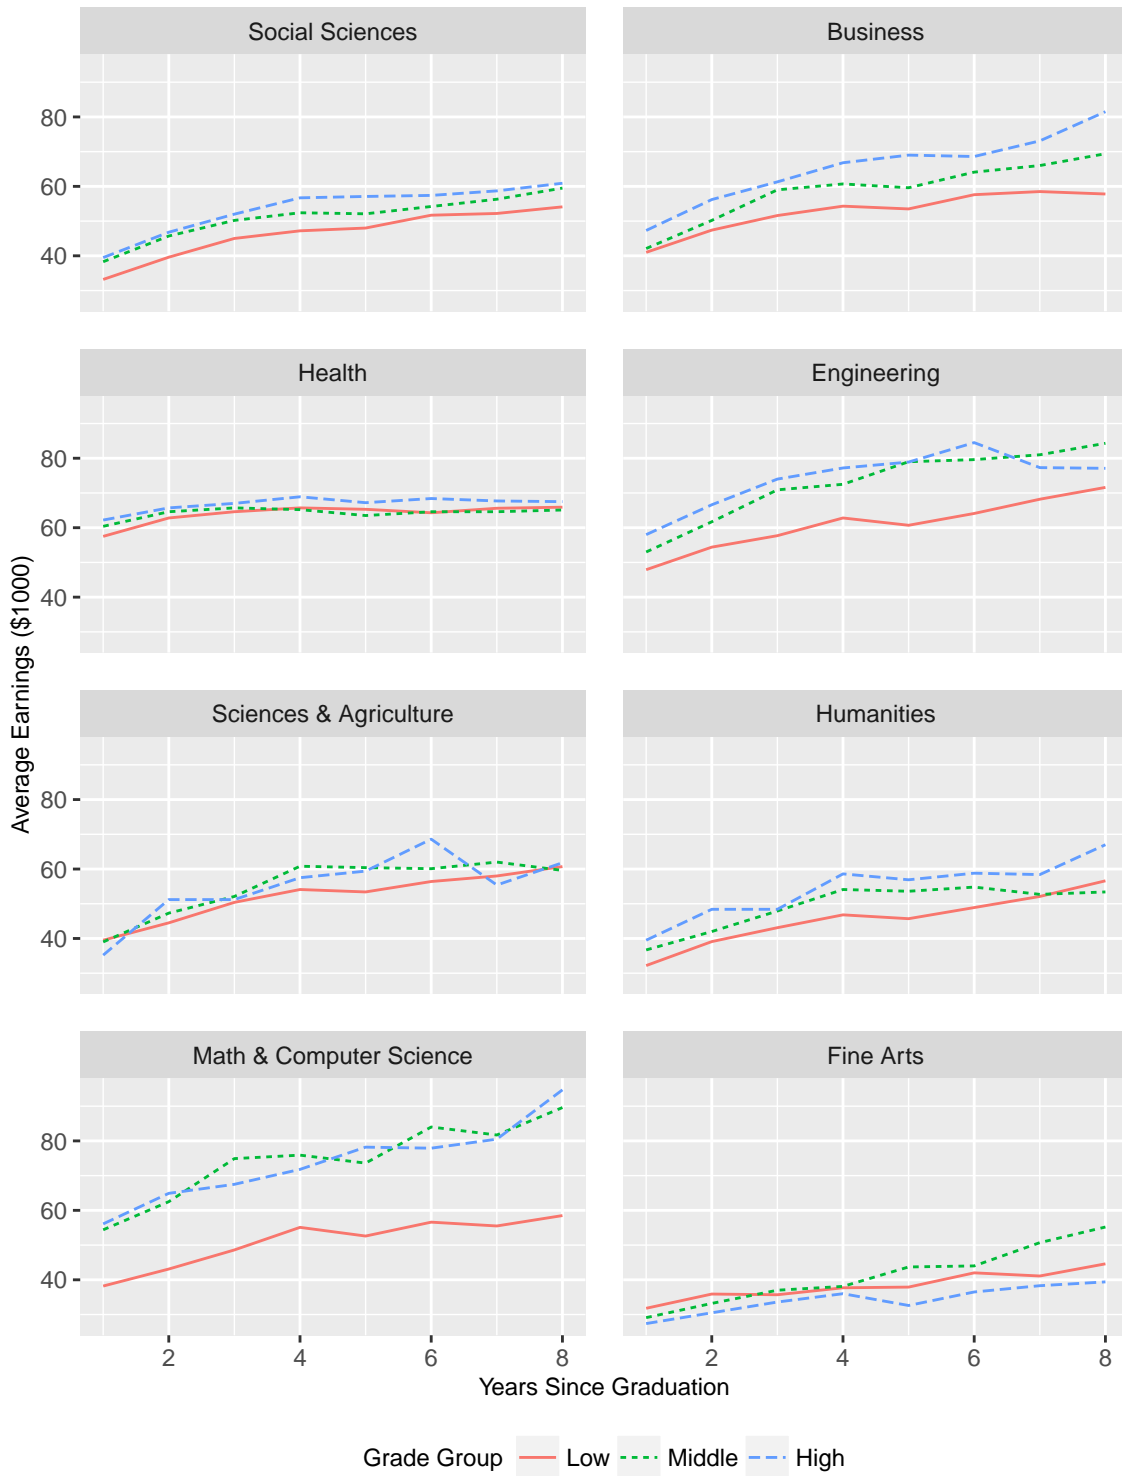 Social Sciences
Business
80
60
40
Health
Engineering
80
60
40
Average Earnings ($1000)
Sciences & Agriculture
Humanities
80
60
40
Math & Computer Science
Fine Arts
80
60
40
2 4 6 8 2 4 6 8
Years Since Graduation
Grade Group Low Middle High